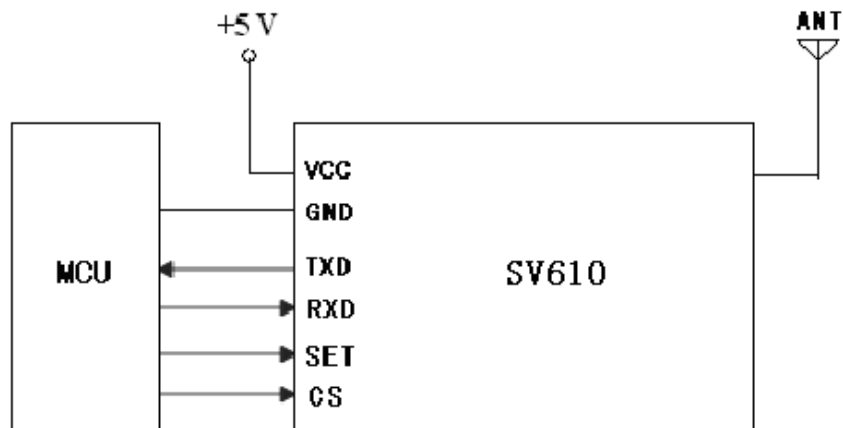 +5V
ANT
VCC
GND
MCU
TXD
SV610
RXD
SET
CS